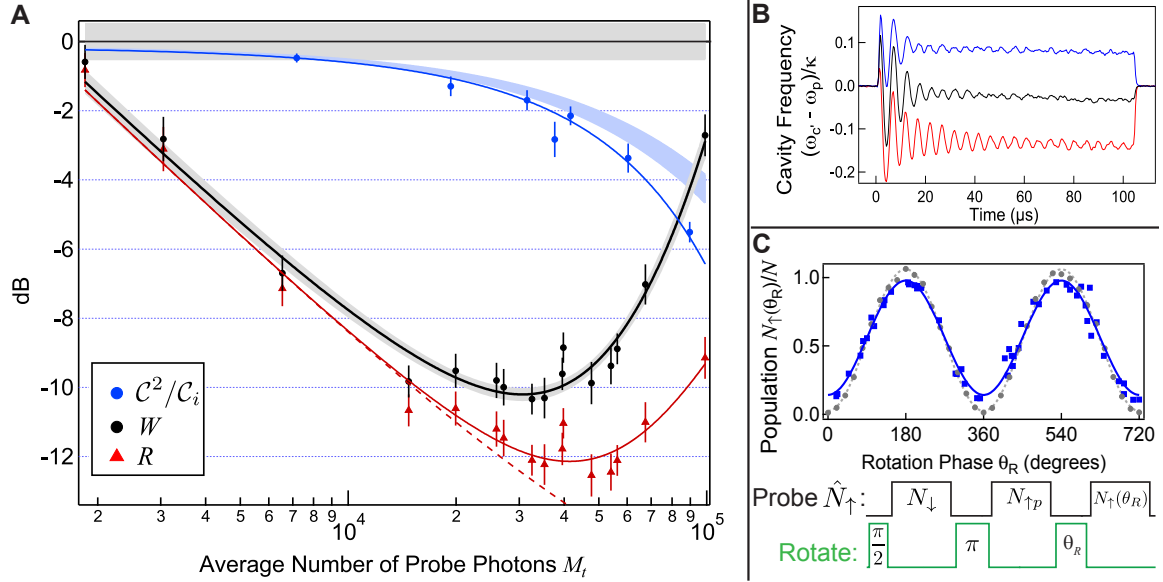 A
0
-2
-4
-6
-8
-10
-12
dB
C²/Cᵢ
W
R
2 3 4 5 6 7 8 9 10⁴ 2 3 4 5 6 7 8 9 10⁵
Average Number of Probe Photons Mₜ
B
Cavity Frequency
(ω_c' - ω_p)/κ
0.1
0.0
-0.1
-0.2
0 20 40 60 80 100
Time (μs)
C
Population N↑(θ_R)/N
1.0
0.5
0.0
0 180 360 540 720
Rotation Phase θ_R (degrees)
Probe N̂↑: N↓ N↑p N↑(θ_R)
Rotate: π/2 π θ_R